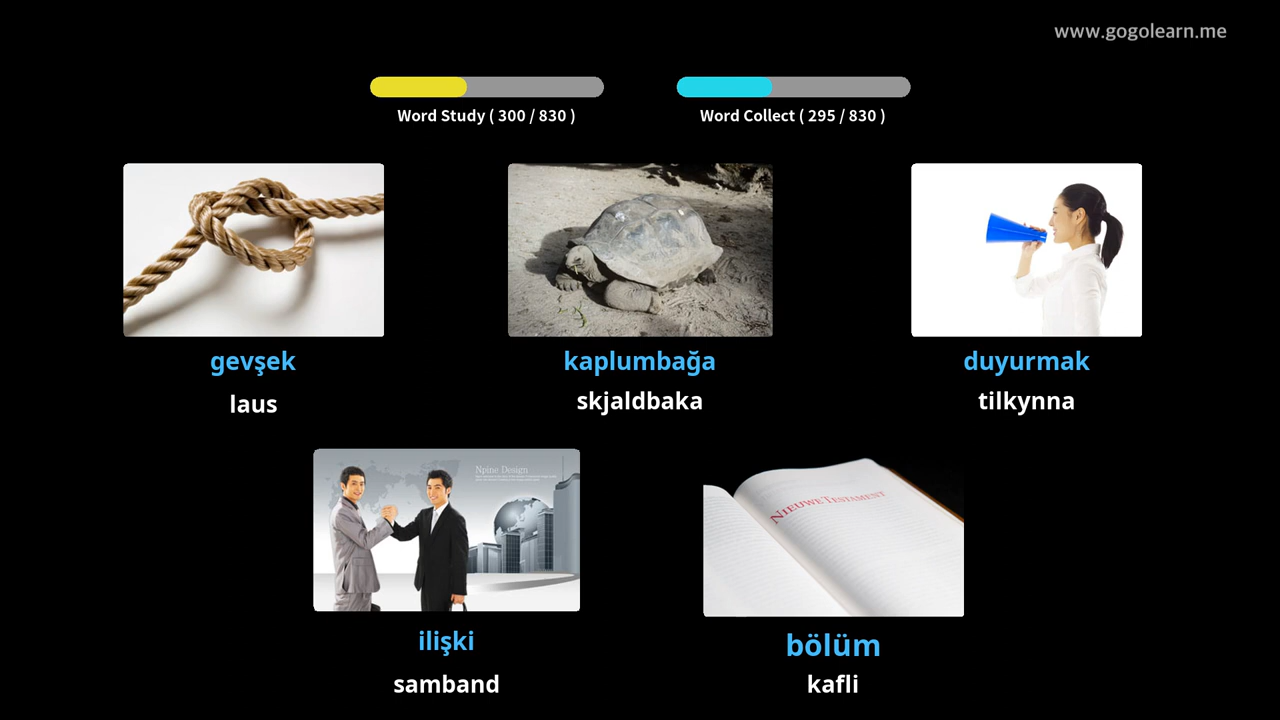 www.gogolearn.me
Word Study ( 300 / 830 )
Word Collect ( 295 / 830 )
gevşek
laus
kaplumbağa
skjaldbaka
duyurmak
tilkynna
Npine Design
ilişki
samband
NIEUWE TESTAMENT
bölüm
kafli